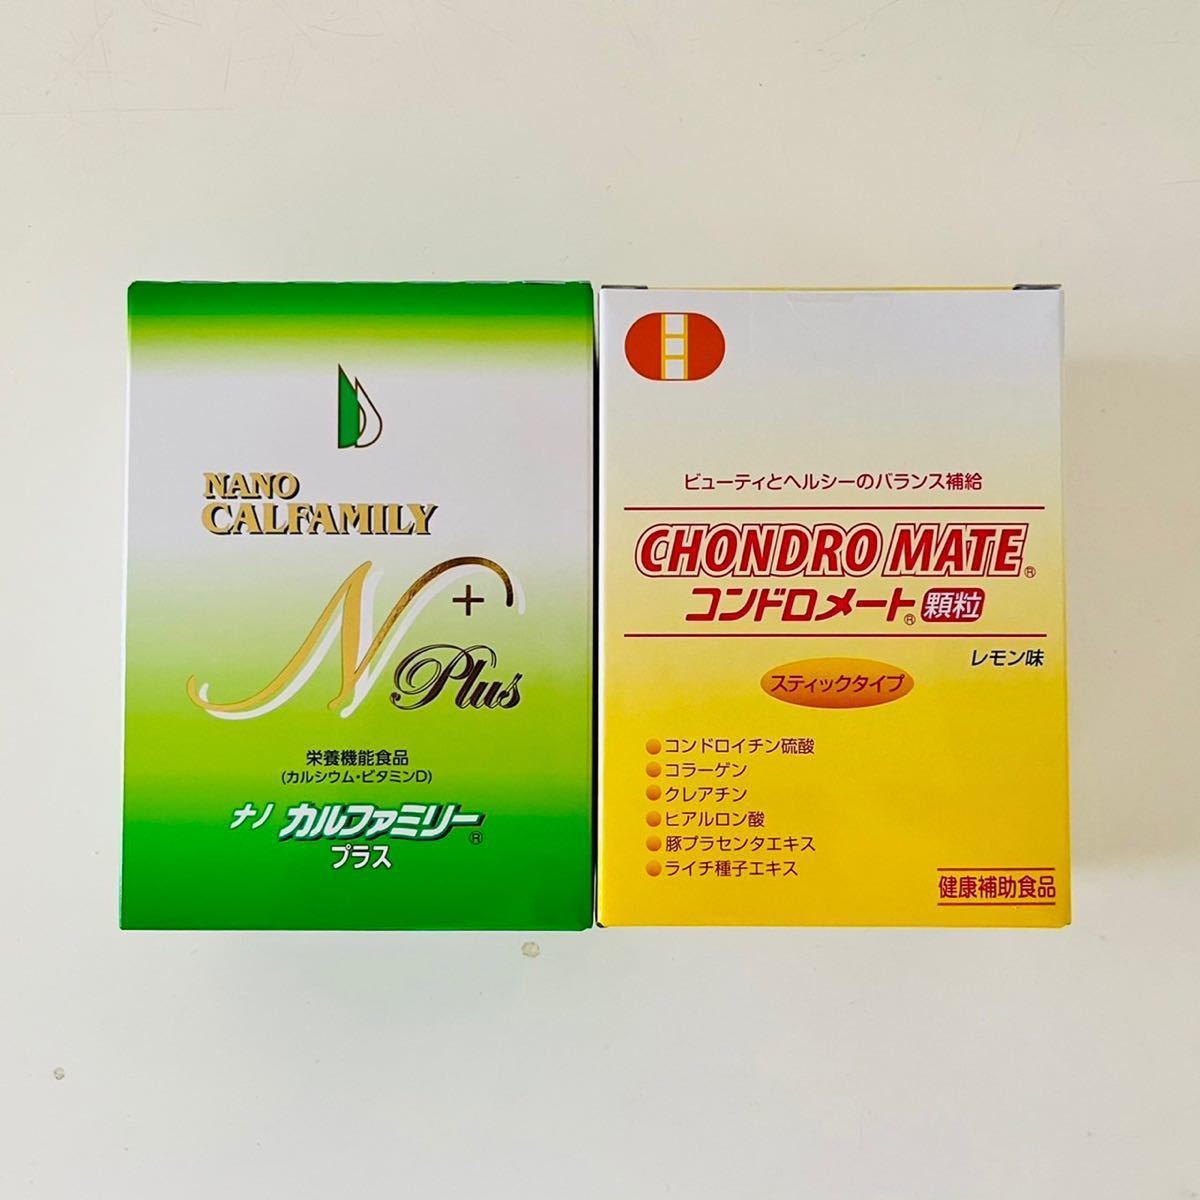 NANO
CALFAMILY
N+
Plus
栄養機能食品
(カルシウム・ビタミンD)
ナノ カルファミリー®
プラス
ビューティとヘルシーのバランス補給
CHONDRO MATE®
コンドロメート® 顆粒
レモン味
スティックタイプ
●コンドロイチン硫酸
●コラーゲン
●クレアチン
●ヒアルロン酸
●豚プラセンタエキス
●ライチ種子エキス
健康補助食品